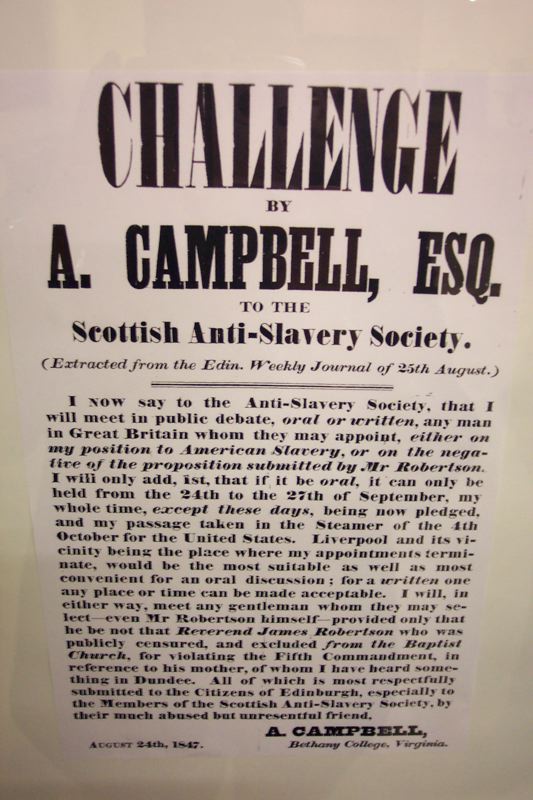 CHALLENGE
BY
A. CAMPBELL, ESQ.
TO THE
Scottish Anti-Slavery Society.
(Extracted from the Edin. Weekly Journal of 25th August.)
I NOW say to the Anti-Slavery Society, that I
will meet in public debate, oral or written, any man
in Great Britain whom they may appoint, either on
my position to American Slavery, or on the nega-
tive of the proposition submitted by Mr Robertson.
I will only add, 1st, that if it be oral, it can only be
held from the 24th to the 27th of September, my
whole time, except these days, being now pledged,
and my passage taken in the Steamer of the 4th
October for the United States. Liverpool and its vi-
cinity being the place where my appointments termi-
nate, would be the most suitable as well as most
convenient for an oral discussion; for a written one
any place or time can be made acceptable. I will, in
either way, meet any gentleman whom they may se-
lect—even Mr Robertson himself—provided only that
he be not that Reverend James Robertson who was
publicly censured, and excluded from the Baptist
Church, for violating the Fifth Commandment, in
reference to his mother, of whom I have heard some-
thing in Dundee. All of which is most respectfully
submitted to the Citizens of Edinburgh, especially to
the Members of the Scottish Anti-Slavery Society, by
their much abused but unresentful friend,
A. CAMPBELL,
AUGUST 24th, 1847. Bethany College, Virginia.